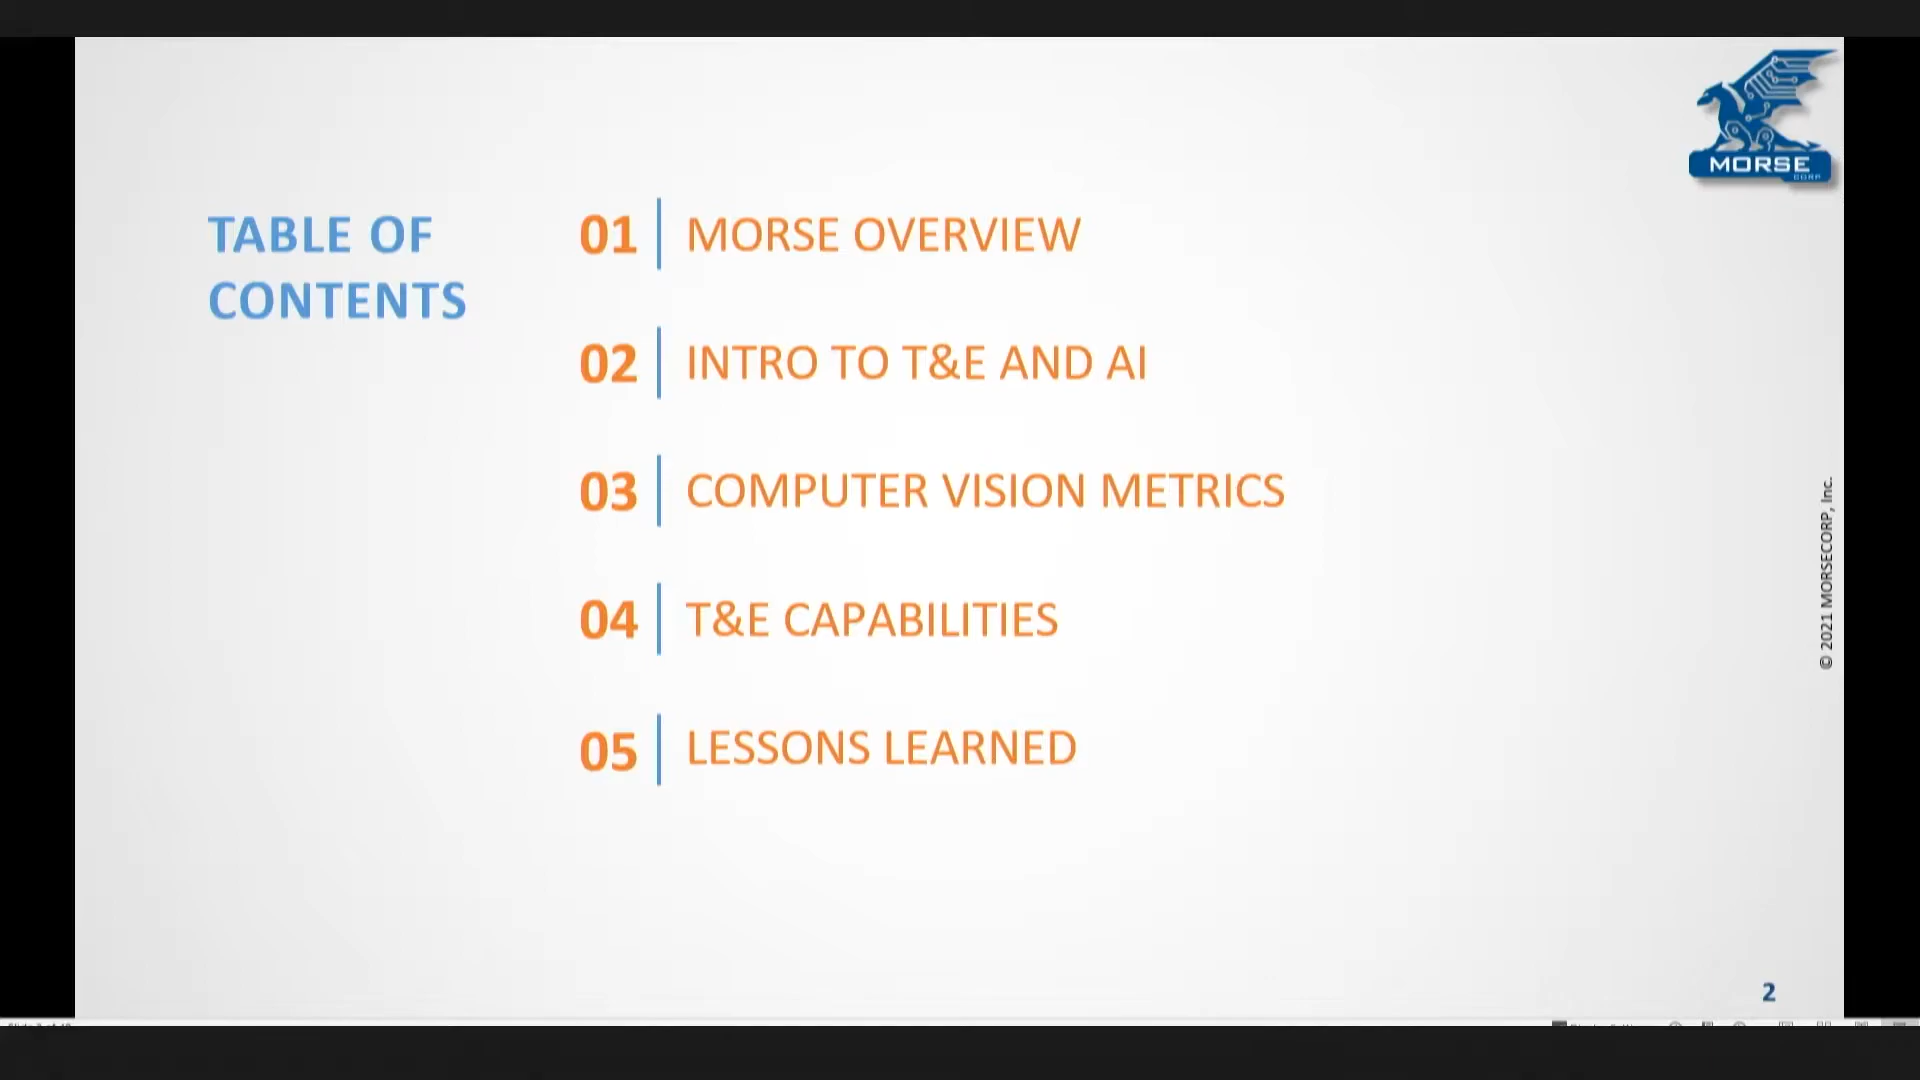 MORSE
CORP
TABLE OF
CONTENTS
01 MORSE OVERVIEW
02 INTRO TO T&E AND AI
03 COMPUTER VISION METRICS
04 T&E CAPABILITIES
05 LESSONS LEARNED
© 2021 MORSECORP, Inc.
2